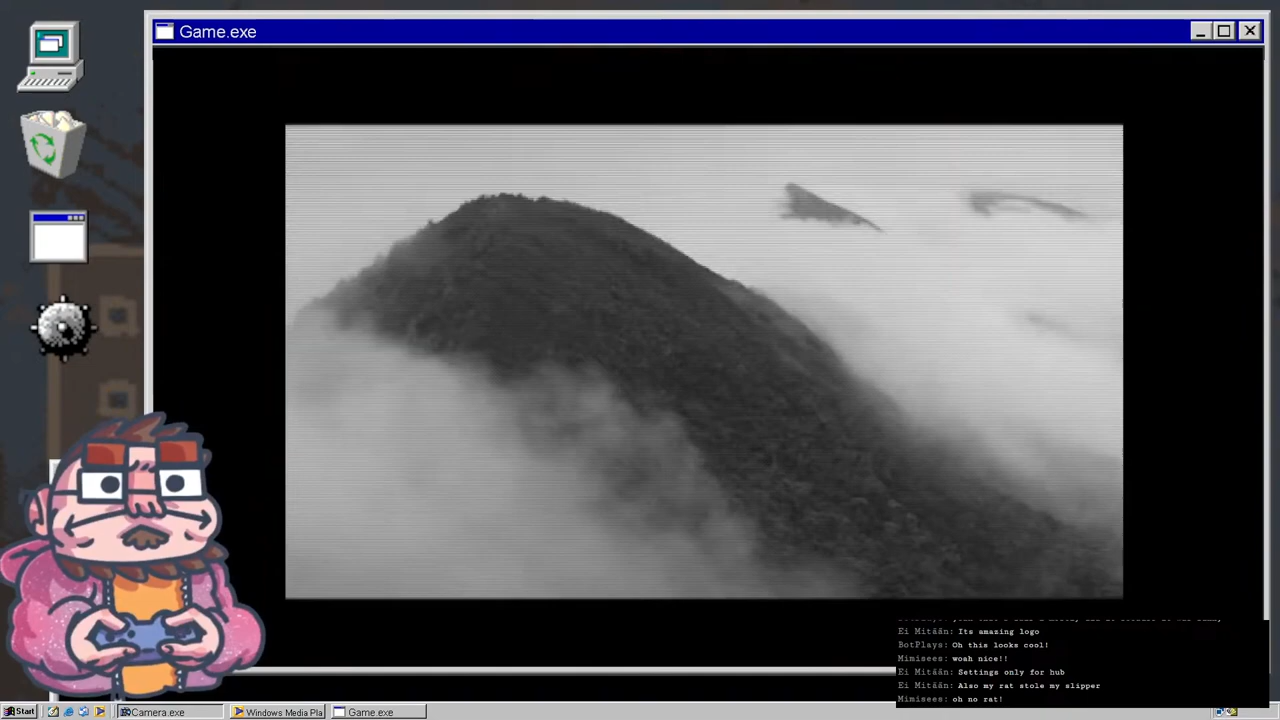 Game.exe
Ei Mitään: Its amazing logo
BotPlays: Oh this looks cool!
Mimisees: woah nice!!
Ei Mitään: Settings only for hub
Ei Mitään: Also my rat stole my slipper
Mimisees: oh no rat!
Start
Camera.exe
Windows Media Pla
Game.exe